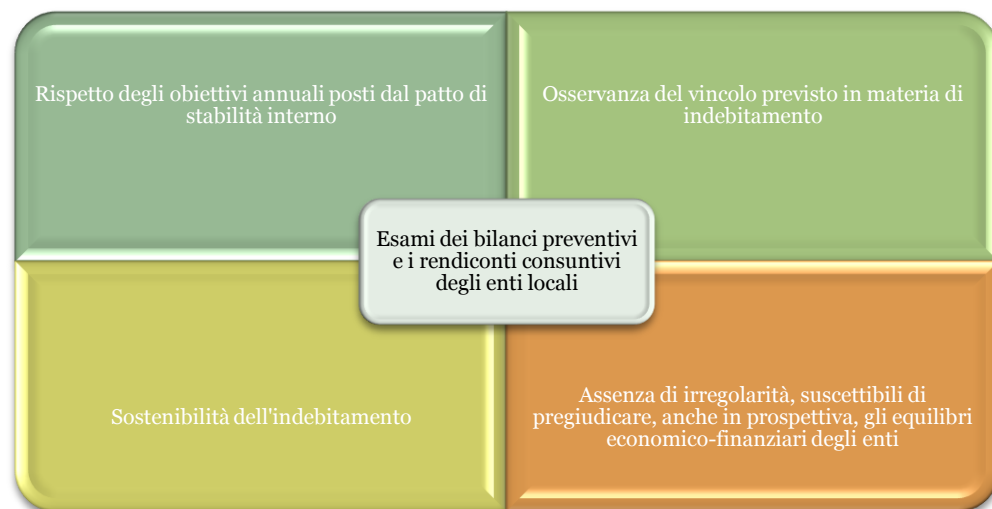 Rispetto degli obiettivi annuali posti dal patto di
stabilità interno
Osservanza del vincolo previsto in materia di
indebitamento
Esami dei bilanci preventivi
e i rendiconti consuntivi
degli enti locali
Sostenibilità dell'indebitamento
Assenza di irregolarità, suscettibili di
pregiudicare, anche in prospettiva, gli equilibri
economico-finanziari degli enti